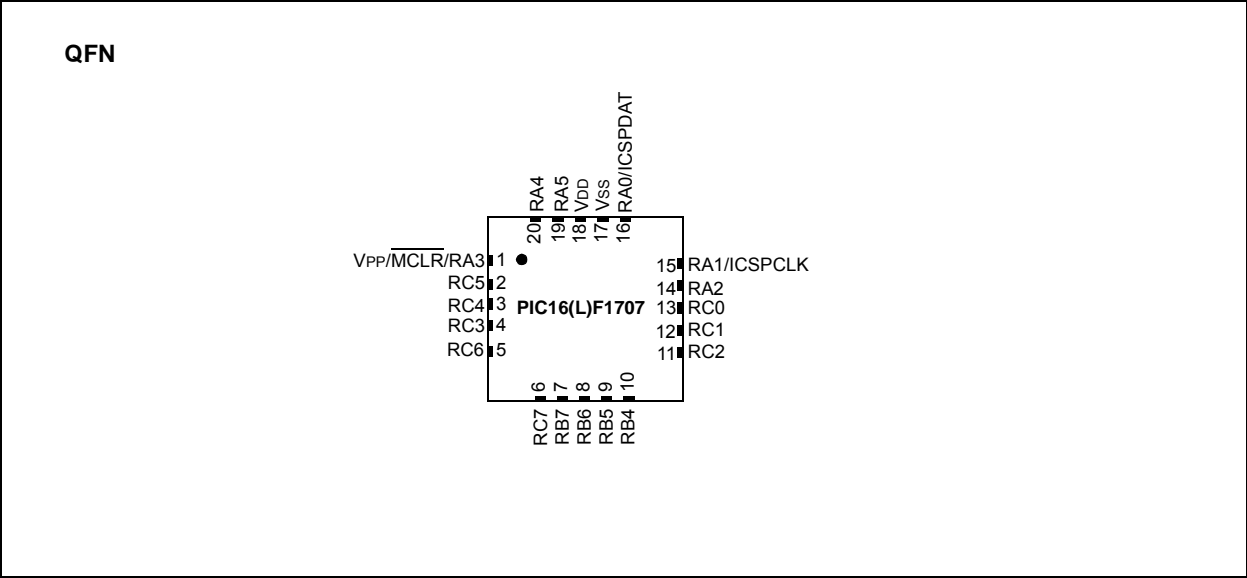 QFN
RA4
RA5
VDD
VSS
RA0/ICSPDAT
20
19
18
17
16
VPP/MCLR/RA3 1
RC5 2
RC4 3
RC3 4
RC6 5
PIC16(L)F1707
15 RA1/ICSPCLK
14 RA2
13 RC0
12 RC1
11 RC2
6
7
8
9
10
RC7
RB7
RB6
RB5
RB4